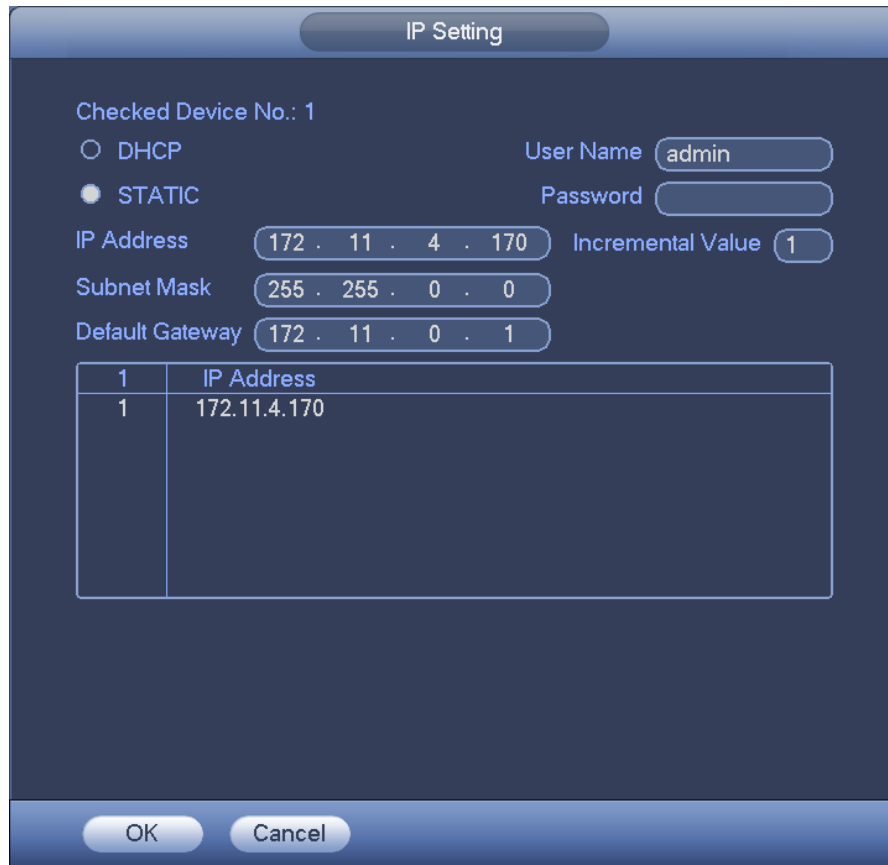 IP Setting
Checked Device No.: 1
DHCP
User Name admin
STATIC
Password
IP Address 172 . 11 . 4 . 170 Incremental Value 1
Subnet Mask 255 . 255 . 0 . 0
Default Gateway 172 . 11 . 0 . 1
1 IP Address
1 172.11.4.170
OK Cancel